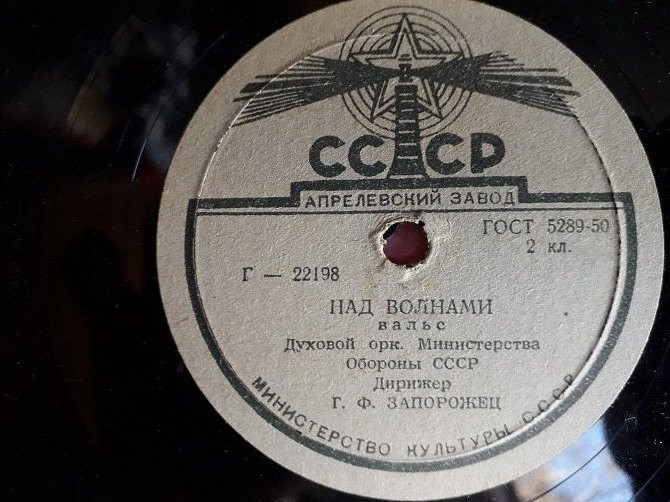 СССР
АПРЕЛЕВСКИЙ ЗАВОД
ГОСТ 5289-50
2 кл.
Г — 22198
НАД ВОЛНАМИ
вальс
Духовой орк. Министерства
Обороны СССР
Дирижер
Г. Ф. ЗАПОРОЖЕЦ
МИНИСТЕРСТВО КУЛЬТУРЫ СССР